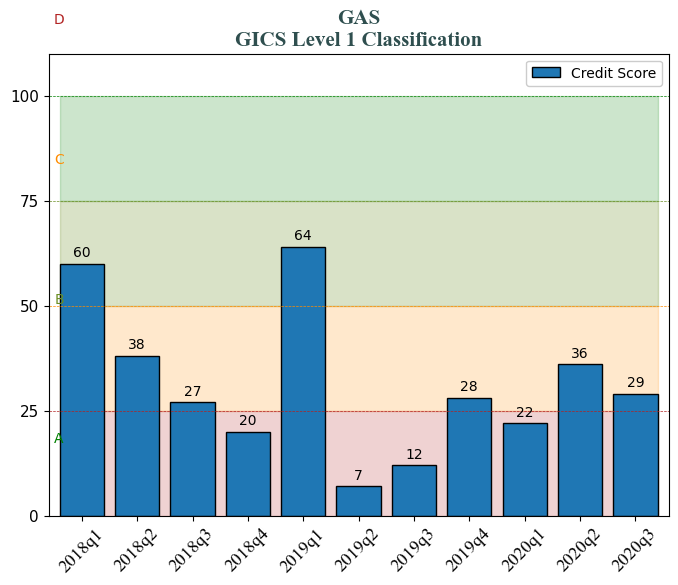 D
GAS
GICS Level 1 Classification
Credit Score
100
C
75
64
60
B
50
38
36
29
28
27
25
22
20
A
12
7
0
2018q1
2018q2
2018q3
2018q4
2019q1
2019q2
2019q3
2019q4
2020q1
2020q2
2020q3